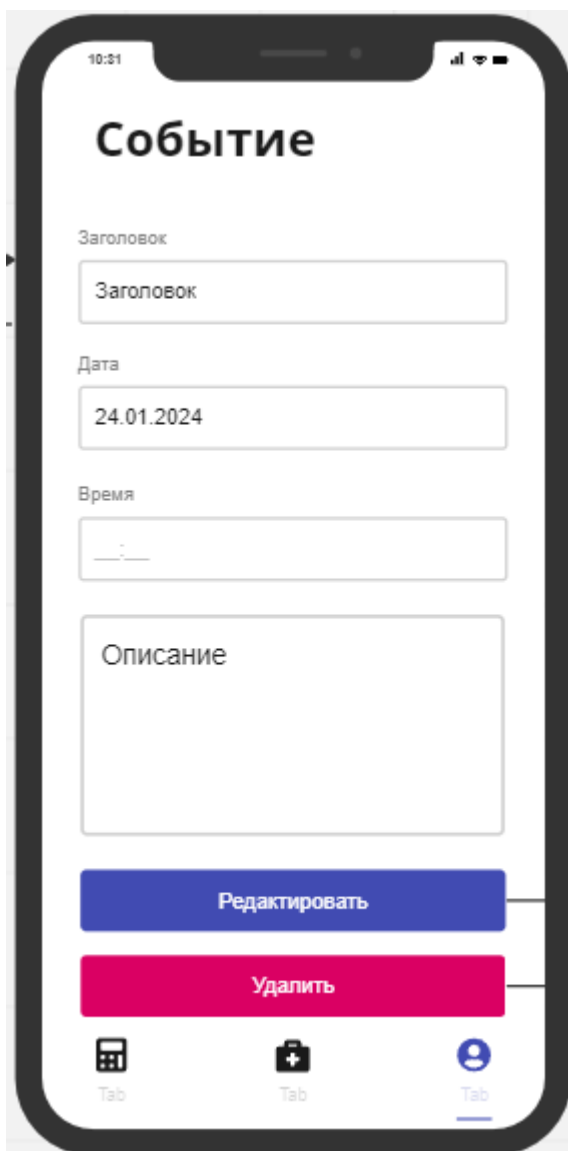 10:31
Событие
Заголовок
Заголовок
Дата
24.01.2024
Время
__:__
Описание
Редактировать
Удалить
Tab Tab Tab